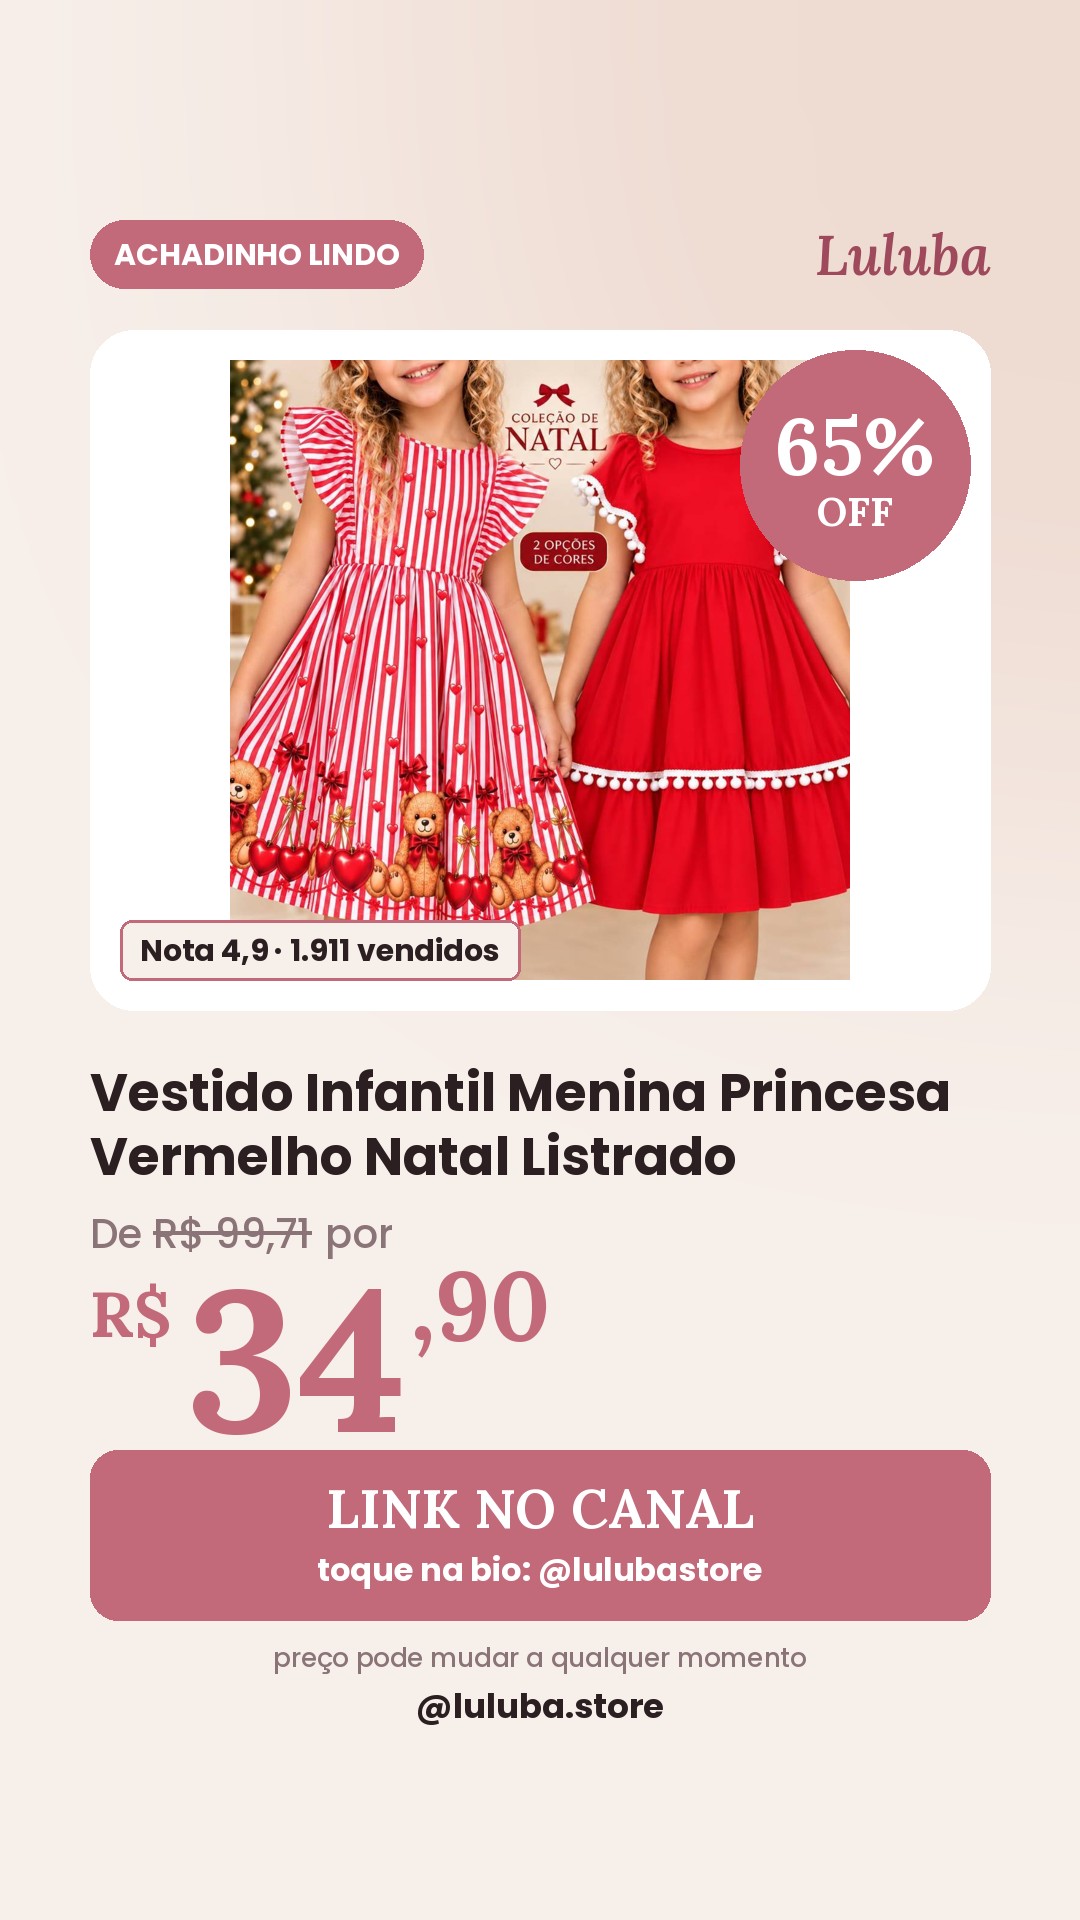 ACHADINHO LINDO
Luluba
COLEÇÃO DE
NATAL
2 OPÇÕES
DE CORES
65%
OFF
Nota 4,9 · 1.911 vendidos
Vestido Infantil Menina Princesa
Vermelho Natal Listrado
De R$ 99,71 por
R$ 34,90
LINK NO CANAL
toque na bio: @lulubastore
preço pode mudar a qualquer momento
@luluba.store